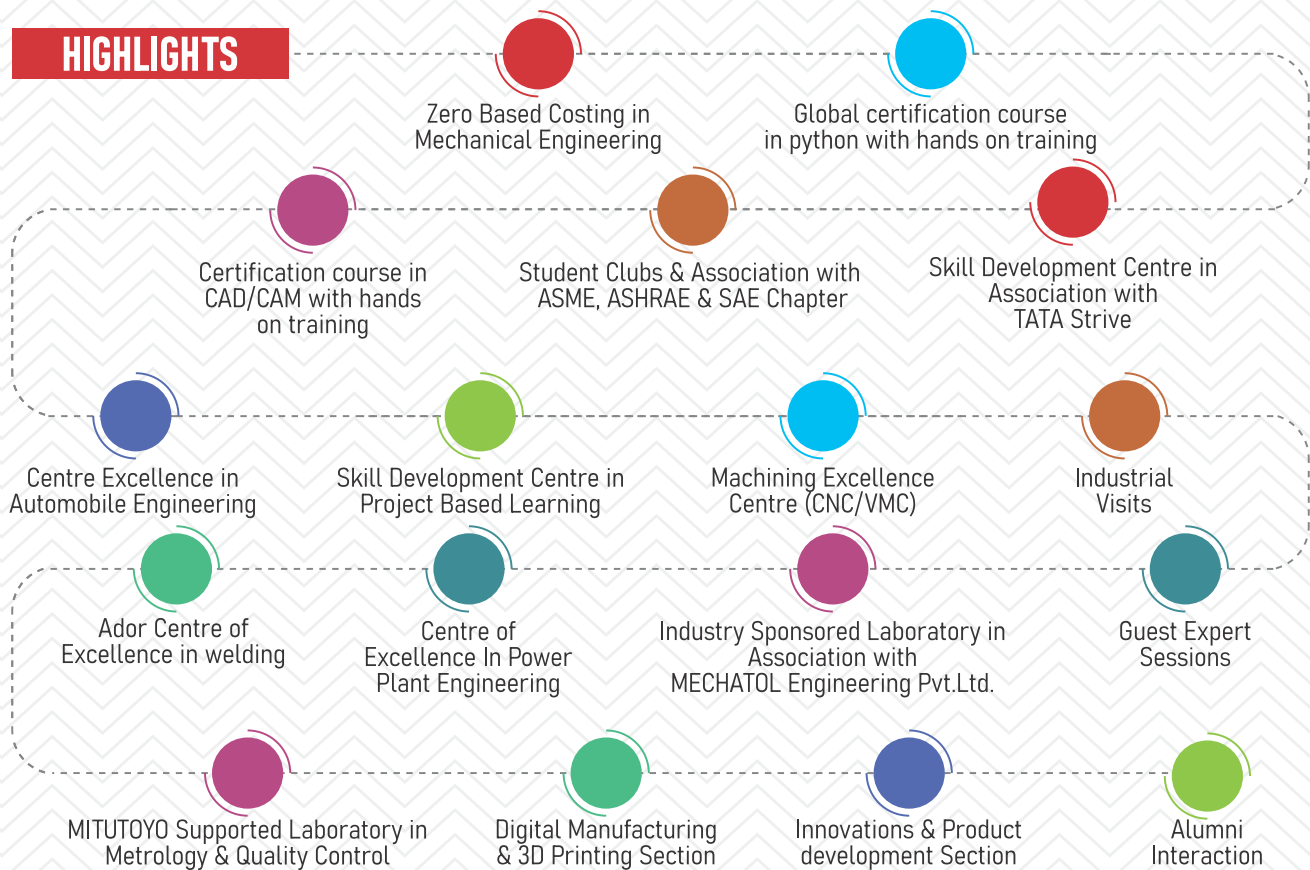 HIGHLIGHTS
Zero Based Costing in
Mechanical Engineering
Global certification course
in python with hands on training
Certification course in
CAD/CAM with hands
on training
Student Clubs & Association with
ASME, ASHRAE & SAE Chapter
Skill Development Centre in
Association with
TATA Strive
Centre Excellence in
Automobile Engineering
Skill Development Centre in
Project Based Learning
Machining Excellence
Centre (CNC/VMC)
Industrial
Visits
Ador Centre of
Excellence in welding
Centre of
Excellence In Power
Plant Engineering
Industry Sponsored Laboratory in
Association with
MECHATOL Engineering Pvt.Ltd.
Guest Expert
Sessions
MITUTOYO Supported Laboratory in
Metrology & Quality Control
Digital Manufacturing
& 3D Printing Section
Innovations & Product
development Section
Alumni
Interaction